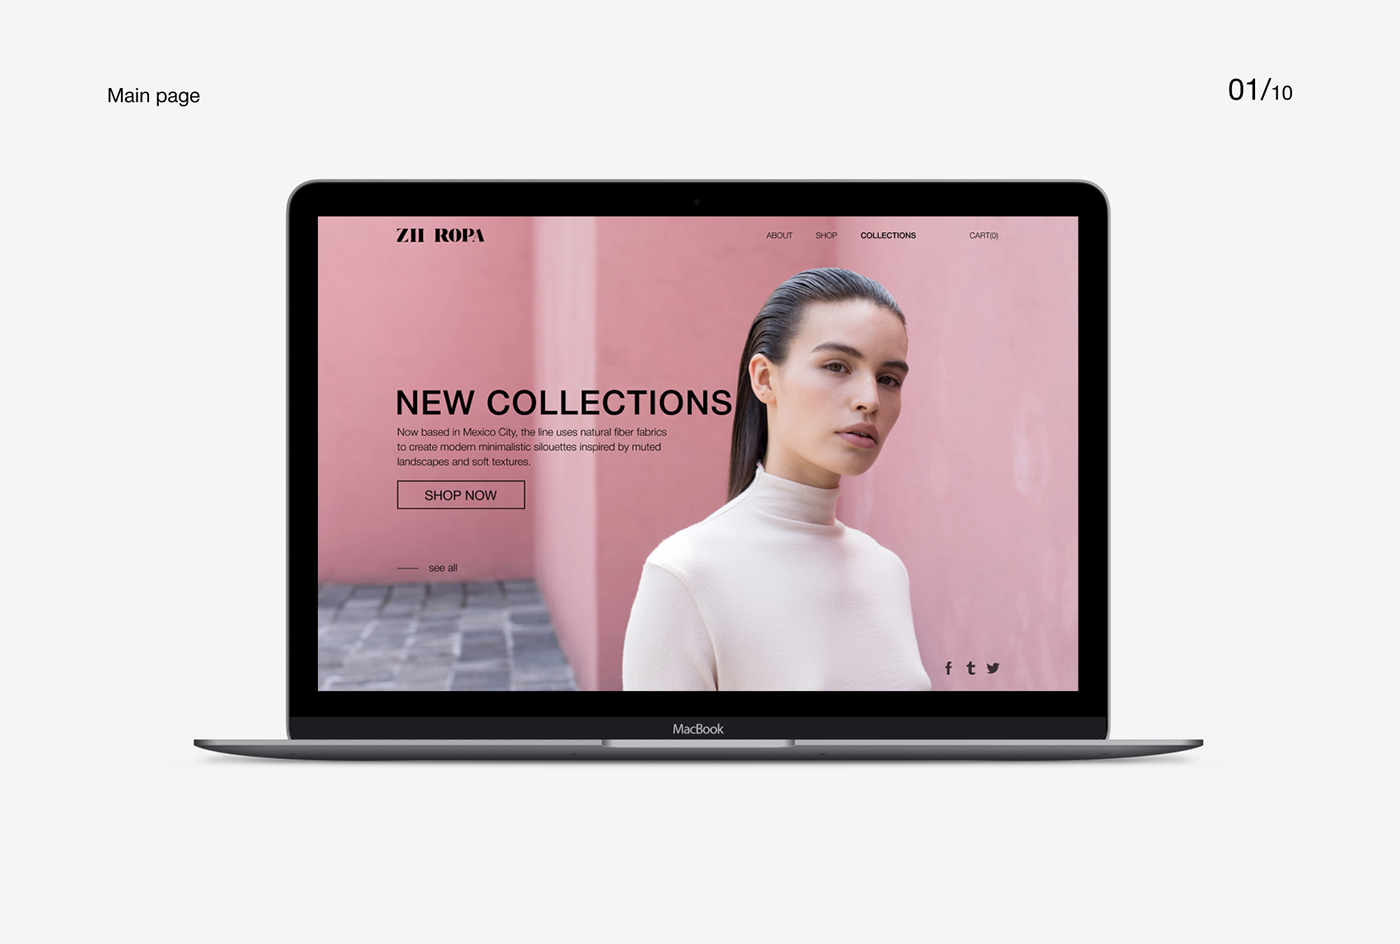 Main page
01/10
ZII ROPA
ABOUT SHOP COLLECTIONS CART(0)
NEW COLLECTIONS
Now based in Mexico City, the line uses natural fiber fabrics
to create modern minimalistic silouettes inspired by muted
landscapes and soft textures.
SHOP NOW
see all
MacBook